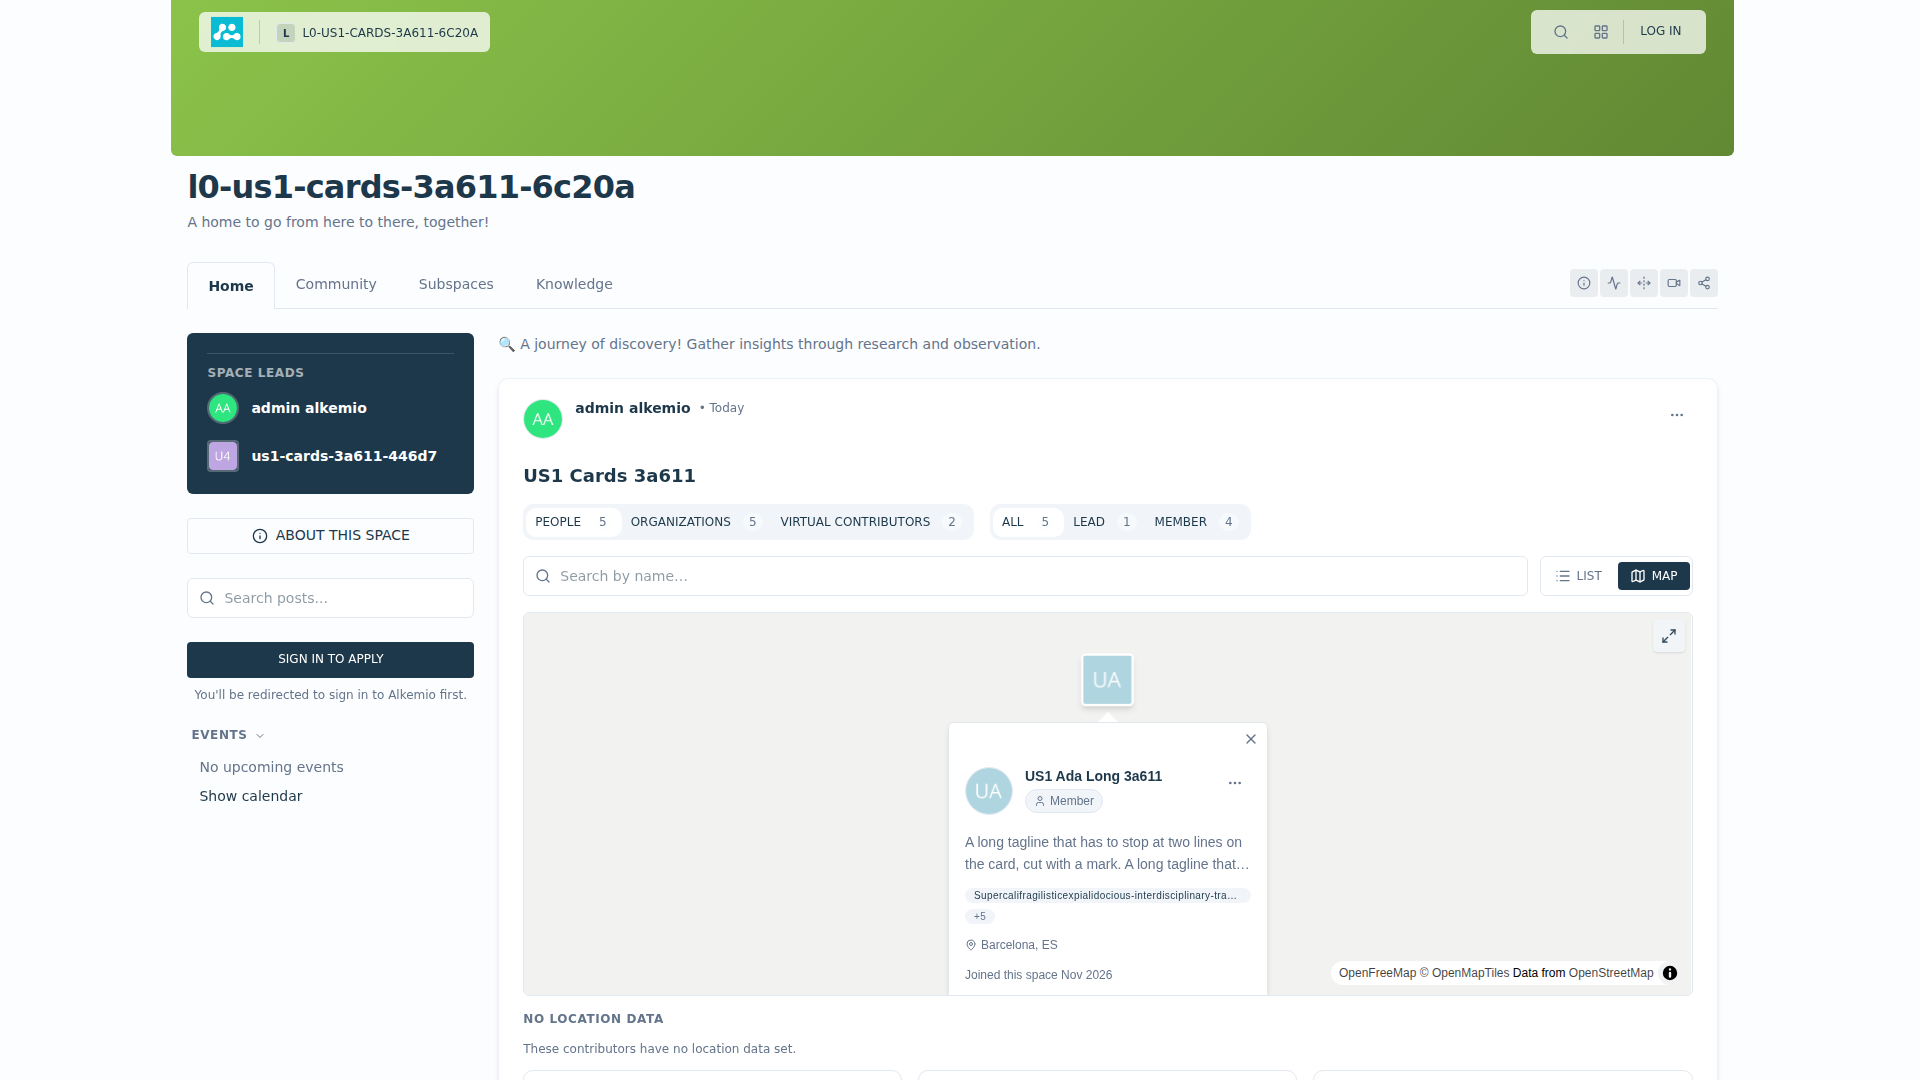 L L0-US1-CARDS-3A611-6C20A
LOG IN
l0-us1-cards-3a611-6c20a
A home to go from here to there, together!
Home Community Subspaces Knowledge
SPACE LEADS
AA admin alkemio
U4 us1-cards-3a611-446d7
ABOUT THIS SPACE
Search posts...
SIGN IN TO APPLY
You'll be redirected to sign in to Alkemio first.
EVENTS
No upcoming events
Show calendar
🔍 A journey of discovery! Gather insights through research and observation.
AA admin alkemio • Today
US1 Cards 3a611
PEOPLE 5 ORGANIZATIONS 5 VIRTUAL CONTRIBUTORS 2 ALL 5 LEAD 1 MEMBER 4
Search by name... LIST MAP
UA
UA US1 Ada Long 3a611
Member
A long tagline that has to stop at two lines on
the card, cut with a mark. A long tagline that…
Supercalifragilisticexpialidocious-interdisciplinary-tra…
+5
Barcelona, ES
Joined this space Nov 2026
OpenFreeMap © OpenMapTiles Data from OpenStreetMap
NO LOCATION DATA
These contributors have no location data set.